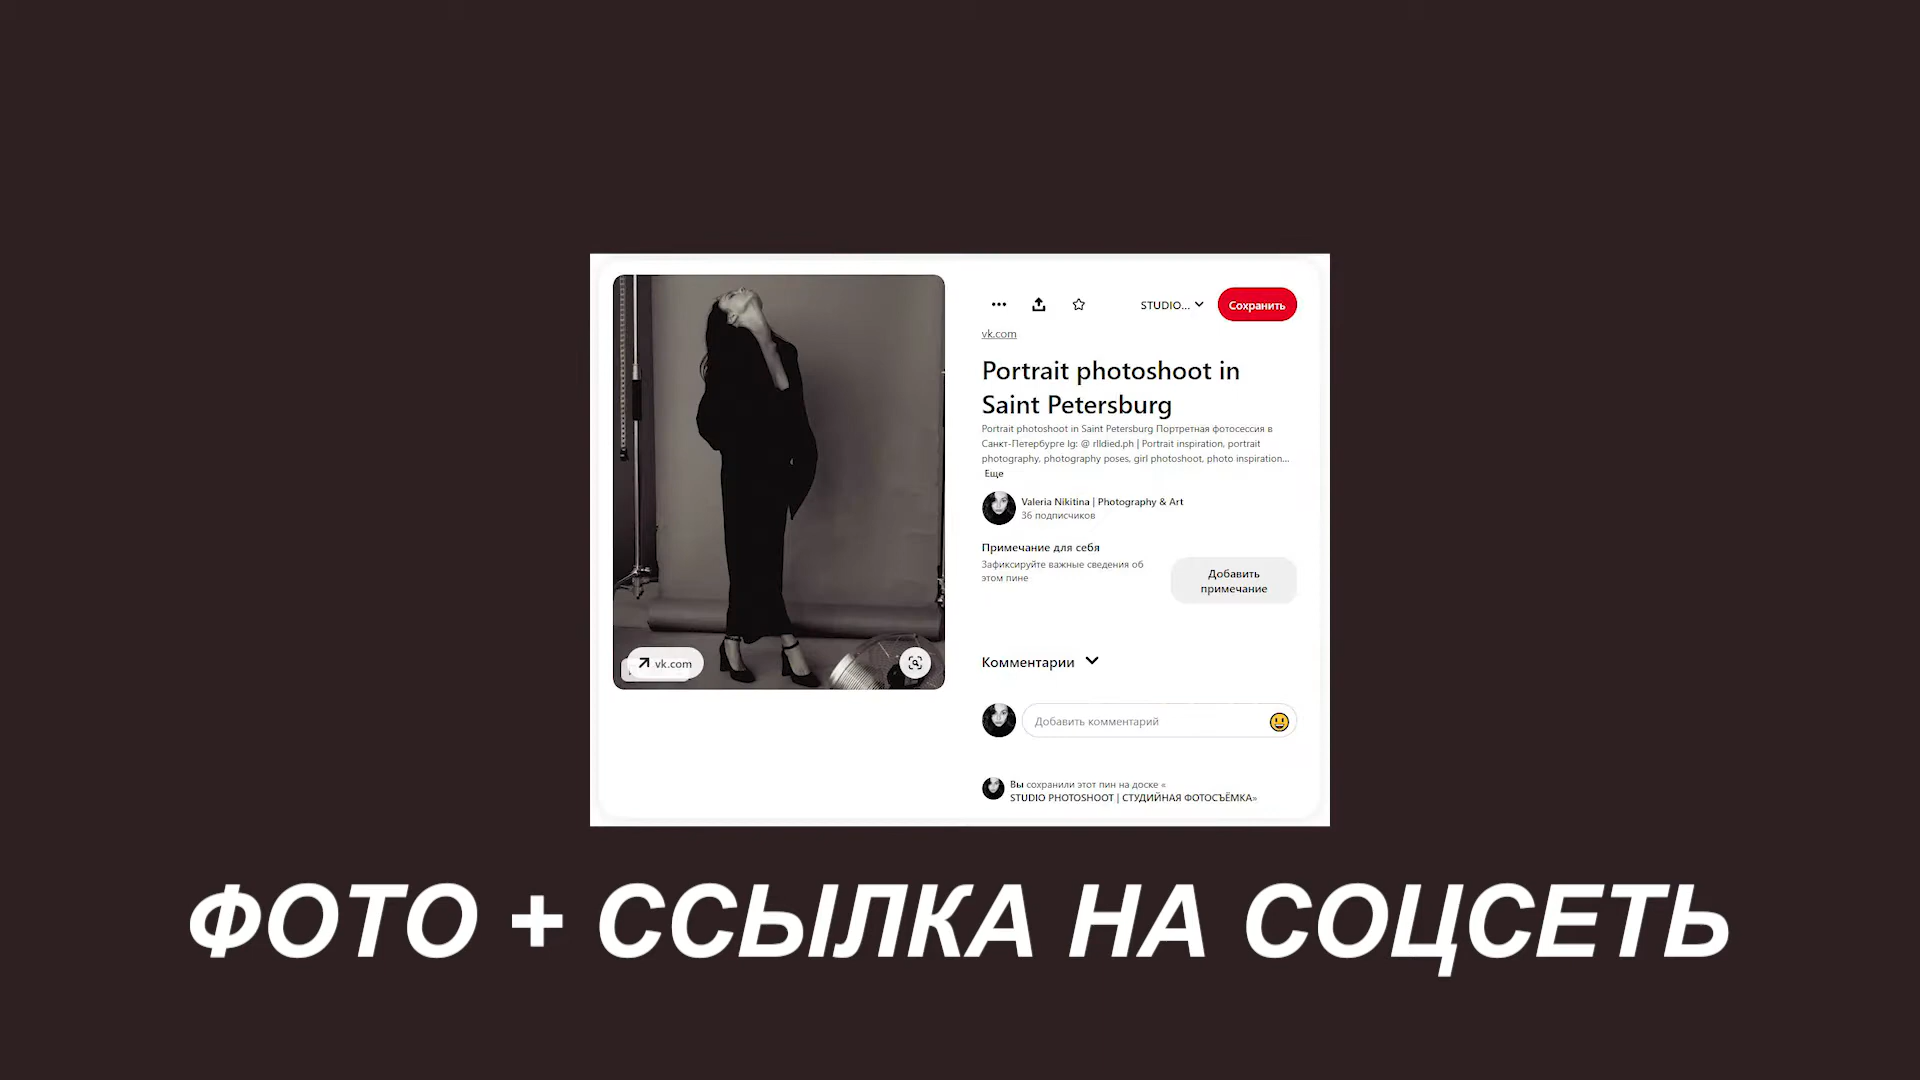 STUDIO...
Сохранить
vk.com
Portrait photoshoot in
Saint Petersburg
Portrait photoshoot in Saint Petersburg Портретная фотосессия в
Санкт-Петербурге Ig: @ rlldied.ph | Portrait inspiration, portrait
photography, photography poses, girl photoshoot, photo inspiration...
Еще
Valeria Nikitina | Photography & Art
36 подписчиков
Примечание для себя
Зафиксируйте важные сведения об
этом пине
Добавить
примечание
vk.com
Комментарии
Добавить комментарий
Вы сохранили этот пин на доске «
STUDIO PHOTOSHOOT | СТУДИЙНАЯ ФОТОСЪЁМКА»
ФОТО + ССЫЛКА НА СОЦСЕТЬ